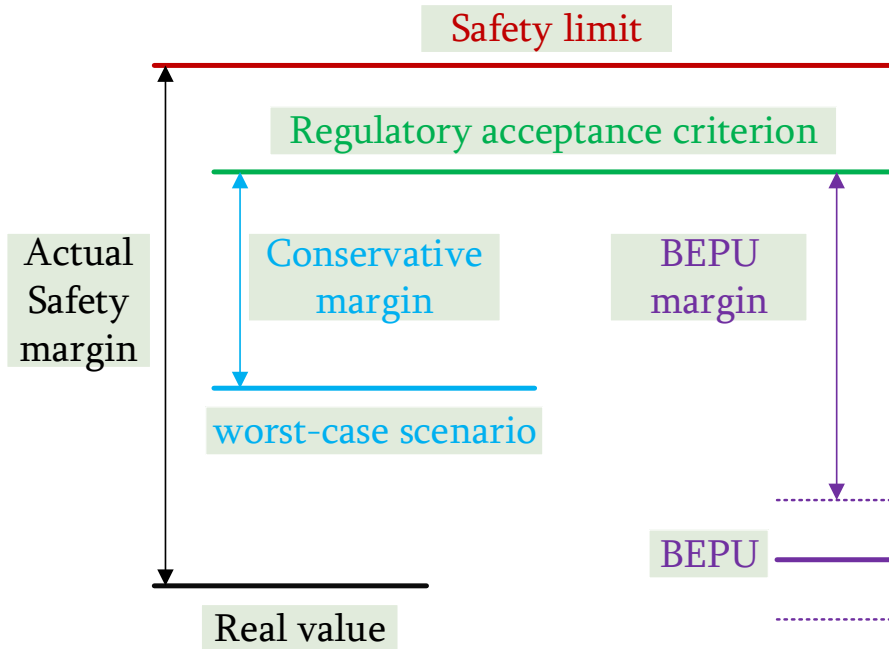 Safety limit
Regulatory acceptance criterion
Actual
Safety
margin
Conservative
margin
BEPU
margin
worst-case scenario
BEPU
Real value